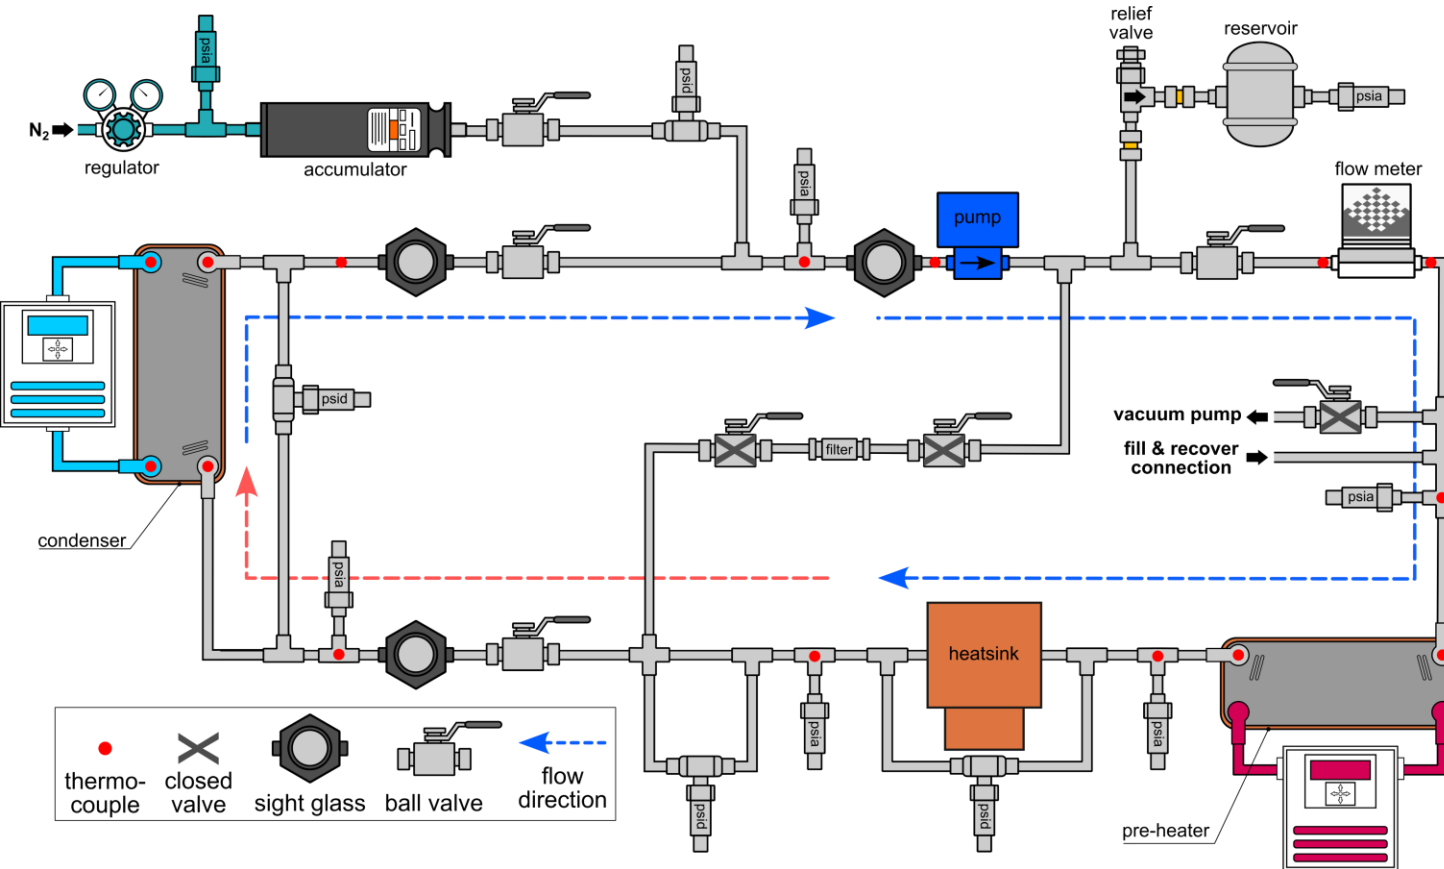 relief
valve
reservoir
psia
psid
psia
N2
regulator
accumulator
psia
flow meter
pump
psid
vacuum pump
filter
fill & recover
connection
psia
condenser
psia
heatsink
psia
psia
thermo-
couple
closed
valve
sight glass
ball valve
flow
direction
psid
psid
pre-heater